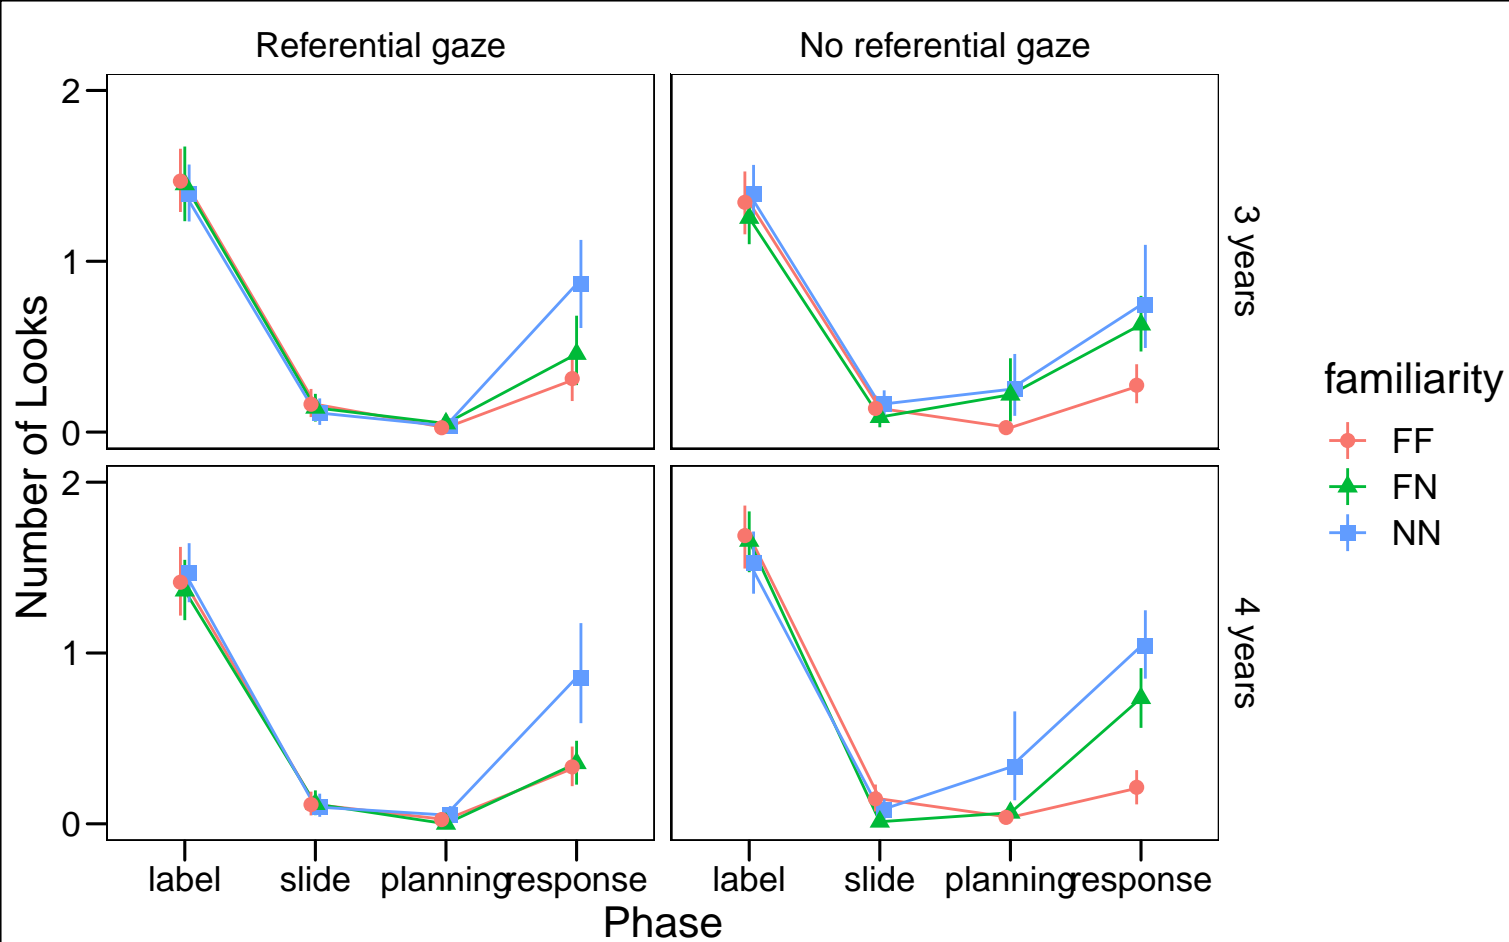 Referential gaze
No referential gaze
2
1
0
3 years
2
1
0
4 years
Number of Looks
label slide planning response
label slide planning response
Phase
familiarity
FF
FN
NN